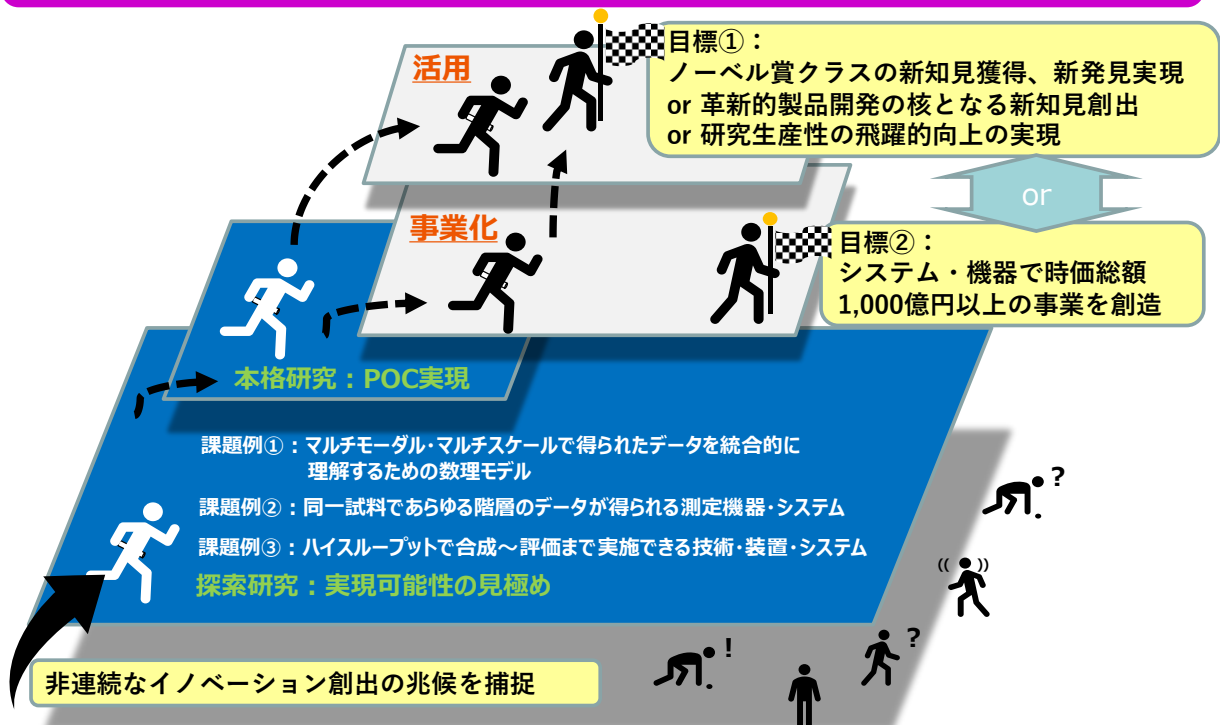 活用
目標①：
ノーベル賞クラスの新知見獲得、新発見実現
or 革新的製品開発の核となる新知見創出
or 研究生産性の飛躍的向上の実現
or
事業化
目標②：
システム・機器で時価総額
1,000億円以上の事業を創造
本格研究：POC実現
課題例①：マルチモーダル・マルチスケールで得られたデータを統合的に
理解するための数理モデル
課題例②：同一試料であらゆる階層のデータが得られる測定機器・システム
課題例③：ハイスループットで合成～評価まで実施できる技術・装置・システム
探索研究：実現可能性の見極め
?
(( ))
?
!
非連続なイノベーション創出の兆候を捕捉